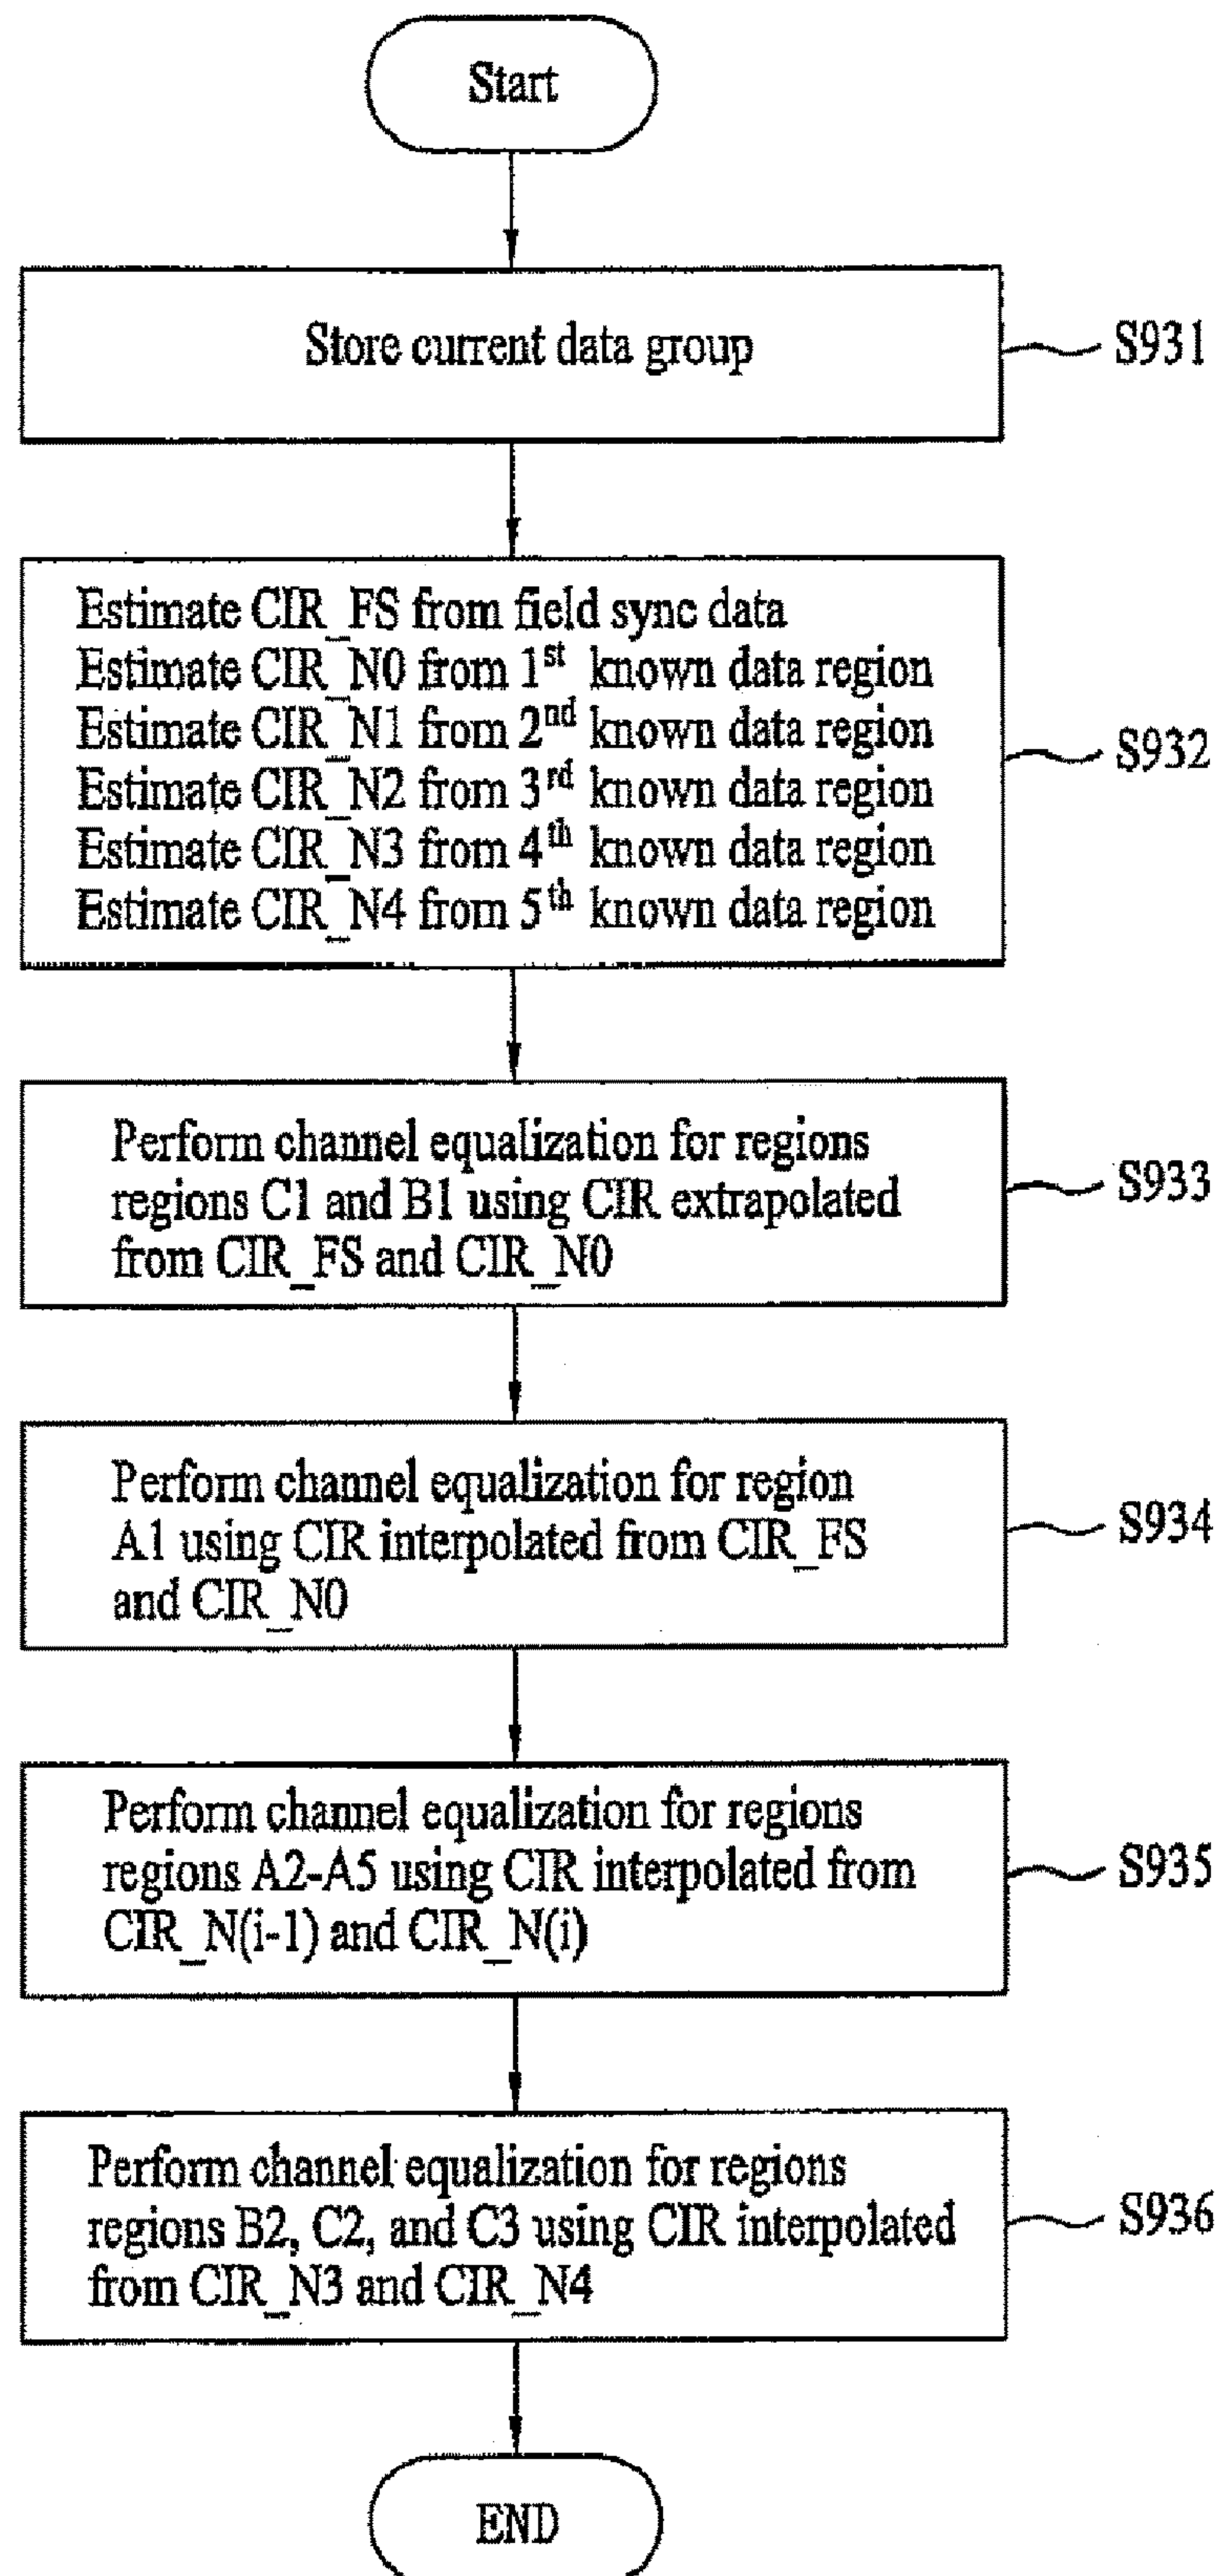 Start
Store current data group
S931
Estimate CIR_FS from field sync data
Estimate CIR_N0 from 1st known data region
Estimate CIR_N1 from 2nd known data region
Estimate CIR_N2 from 3rd known data region
Estimate CIR_N3 from 4th known data region
Estimate CIR_N4 from 5th known data region
S932
Perform channel equalization for regions
regions C1 and B1 using CIR extrapolated
from CIR_FS and CIR_N0
S933
Perform channel equalization for region
A1 using CIR interpolated from CIR_FS
and CIR_N0
S934
Perform channel equalization for regions
regions A2-A5 using CIR interpolated from
CIR_N(i-1) and CIR_N(i)
S935
Perform channel equalization for regions
regions B2, C2, and C3 using CIR interpolated
from CIR_N3 and CIR_N4
S936
END